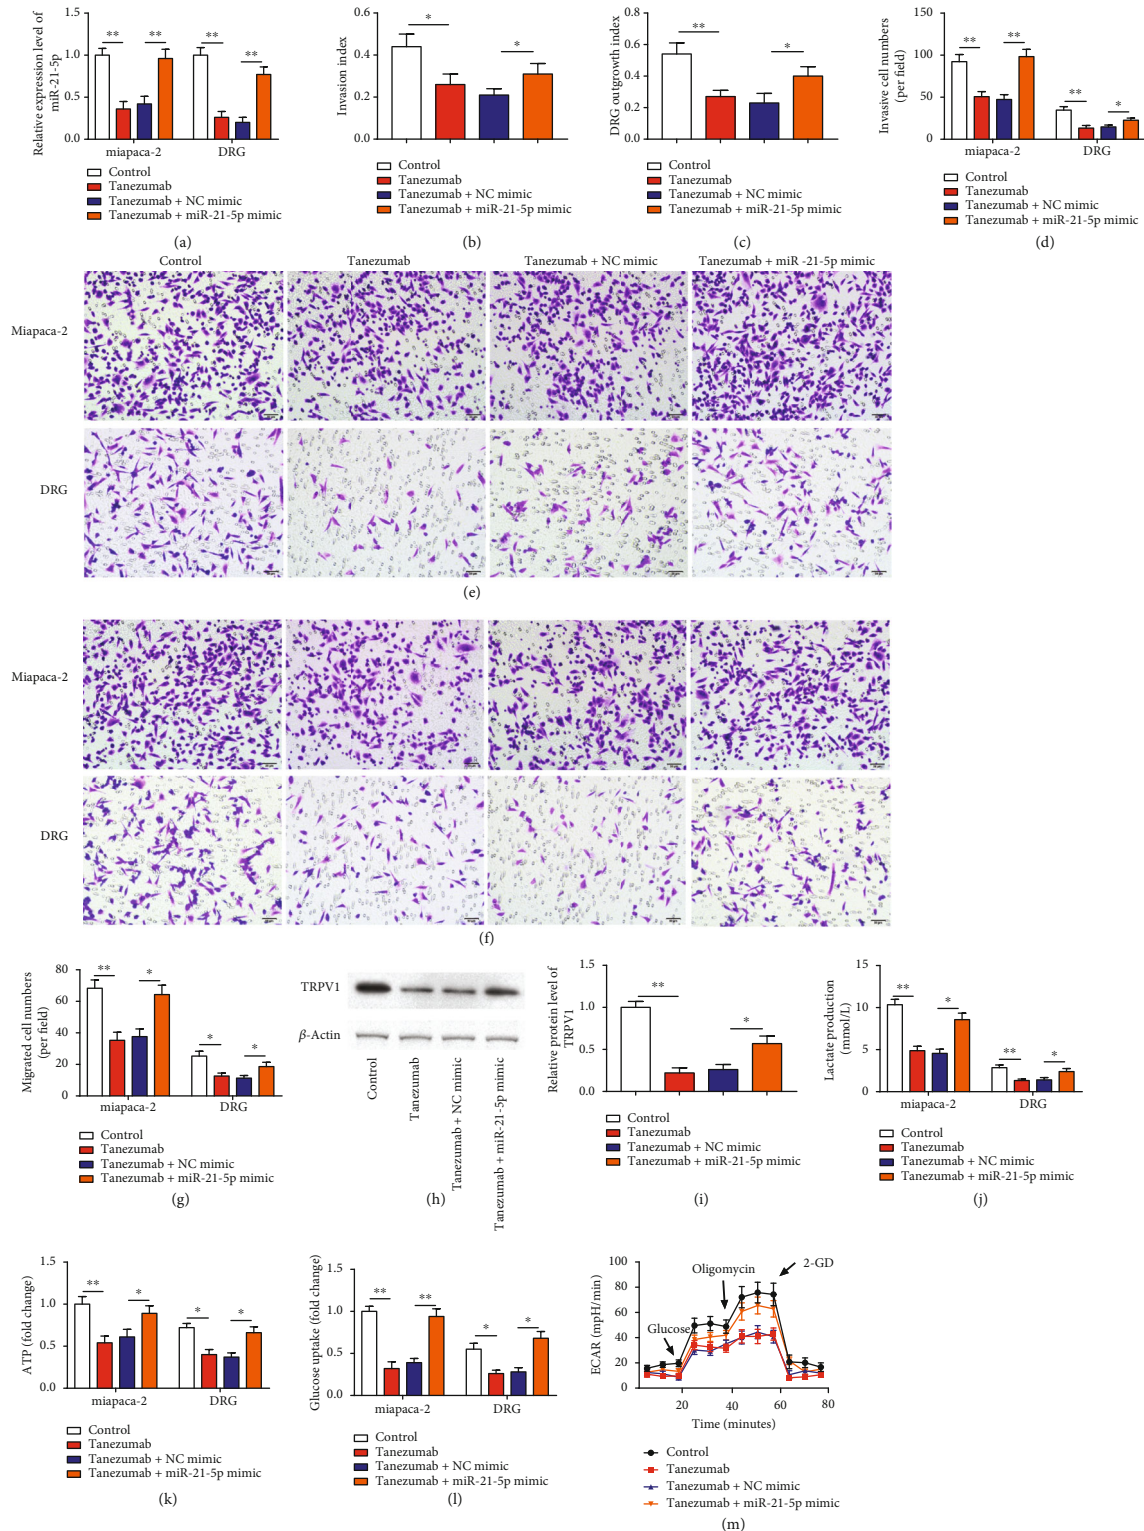 Relative expression level of
miR-21-5p
1.5
1.0
0.5
0.0
** ** ** **
miapaca-2 DRG
Control
Tanezumab
Tanezumab + NC mimic
Tanezumab + miR-21-5p mimic
(a)
Invasion index
0.6
0.4
0.2
0.0
* *
Control
Tanezumab
Tanezumab + NC mimic
Tanezumab + miR-21-5p mimic
(b)
DRG outgrowth index
0.8
0.6
0.4
0.2
0.0
** *
Control
Tanezumab
Tanezumab + NC mimic
Tanezumab + miR-21-5p mimic
(c)
Invasive cell numbers
(per field)
150
100
50
0
** ** ** *
miapaca-2 DRG
Control
Tanezumab
Tanezumab + NC mimic
Tanezumab + miR-21-5p mimic
(d)
Control Tanezumab Tanezumab + NC mimic Tanezumab + miR -21-5p mimic
Miapaca-2
DRG
(e)
Miapaca-2
DRG
(f)
Migrated cell numbers
(per field)
80
60
40
20
0
** * * *
miapaca-2 DRG
Control
Tanezumab
Tanezumab + NC mimic
Tanezumab + miR-21-5p mimic
(g)
TRPV1
β-Actin
Control
Tanezumab
Tanezumab + NC mimic
Tanezumab + miR-21-5p mimic
(h)
Relative protein level of
TRPV1
1.5
1.0
0.5
0.0
** *
Control
Tanezumab
Tanezumab + NC mimic
Tanezumab + miR-21-5p mimic
(i)
Lactate production
(mmol/L)
15
10
5
0
** * ** *
miapaca-2 DRG
Control
Tanezumab
Tanezumab + NC mimic
Tanezumab + miR-21-5p mimic
(j)
ATP (fold change)
1.5
1.0
0.5
0.0
** * * *
miapaca-2 DRG
Control
Tanezumab
Tanezumab + NC mimic
Tanezumab + miR-21-5p mimic
(k)
Glucose uptake (fold change)
1.5
1.0
0.5
0.0
** ** * *
miapaca-2 DRG
Control
Tanezumab
Tanezumab + NC mimic
Tanezumab + miR-21-5p mimic
(l)
ECAR (mpH/min)
100
80
60
40
20
0
Glucose
Oligomycin
2-GD
20 40 60 80
Time (minutes)
Control
Tanezumab
Tanezumab + NC mimic
Tanezumab + miR-21-5p mimic
(m)